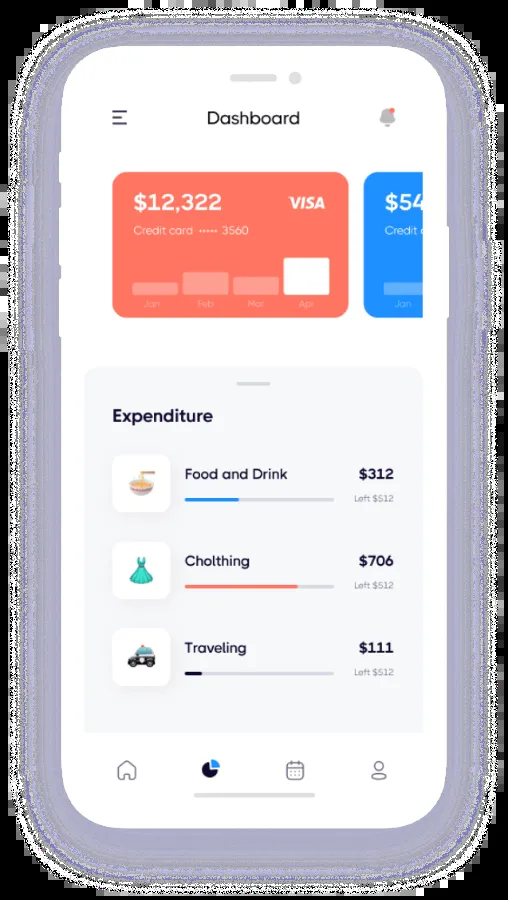 Dashboard
$12,322 VISA
Credit card ••••• 3560
Jan Feb Mar Apr
$54
Credit
Jan
Expenditure
Food and Drink $312
Left $512
Cholthing $706
Left $512
Traveling $111
Left $512